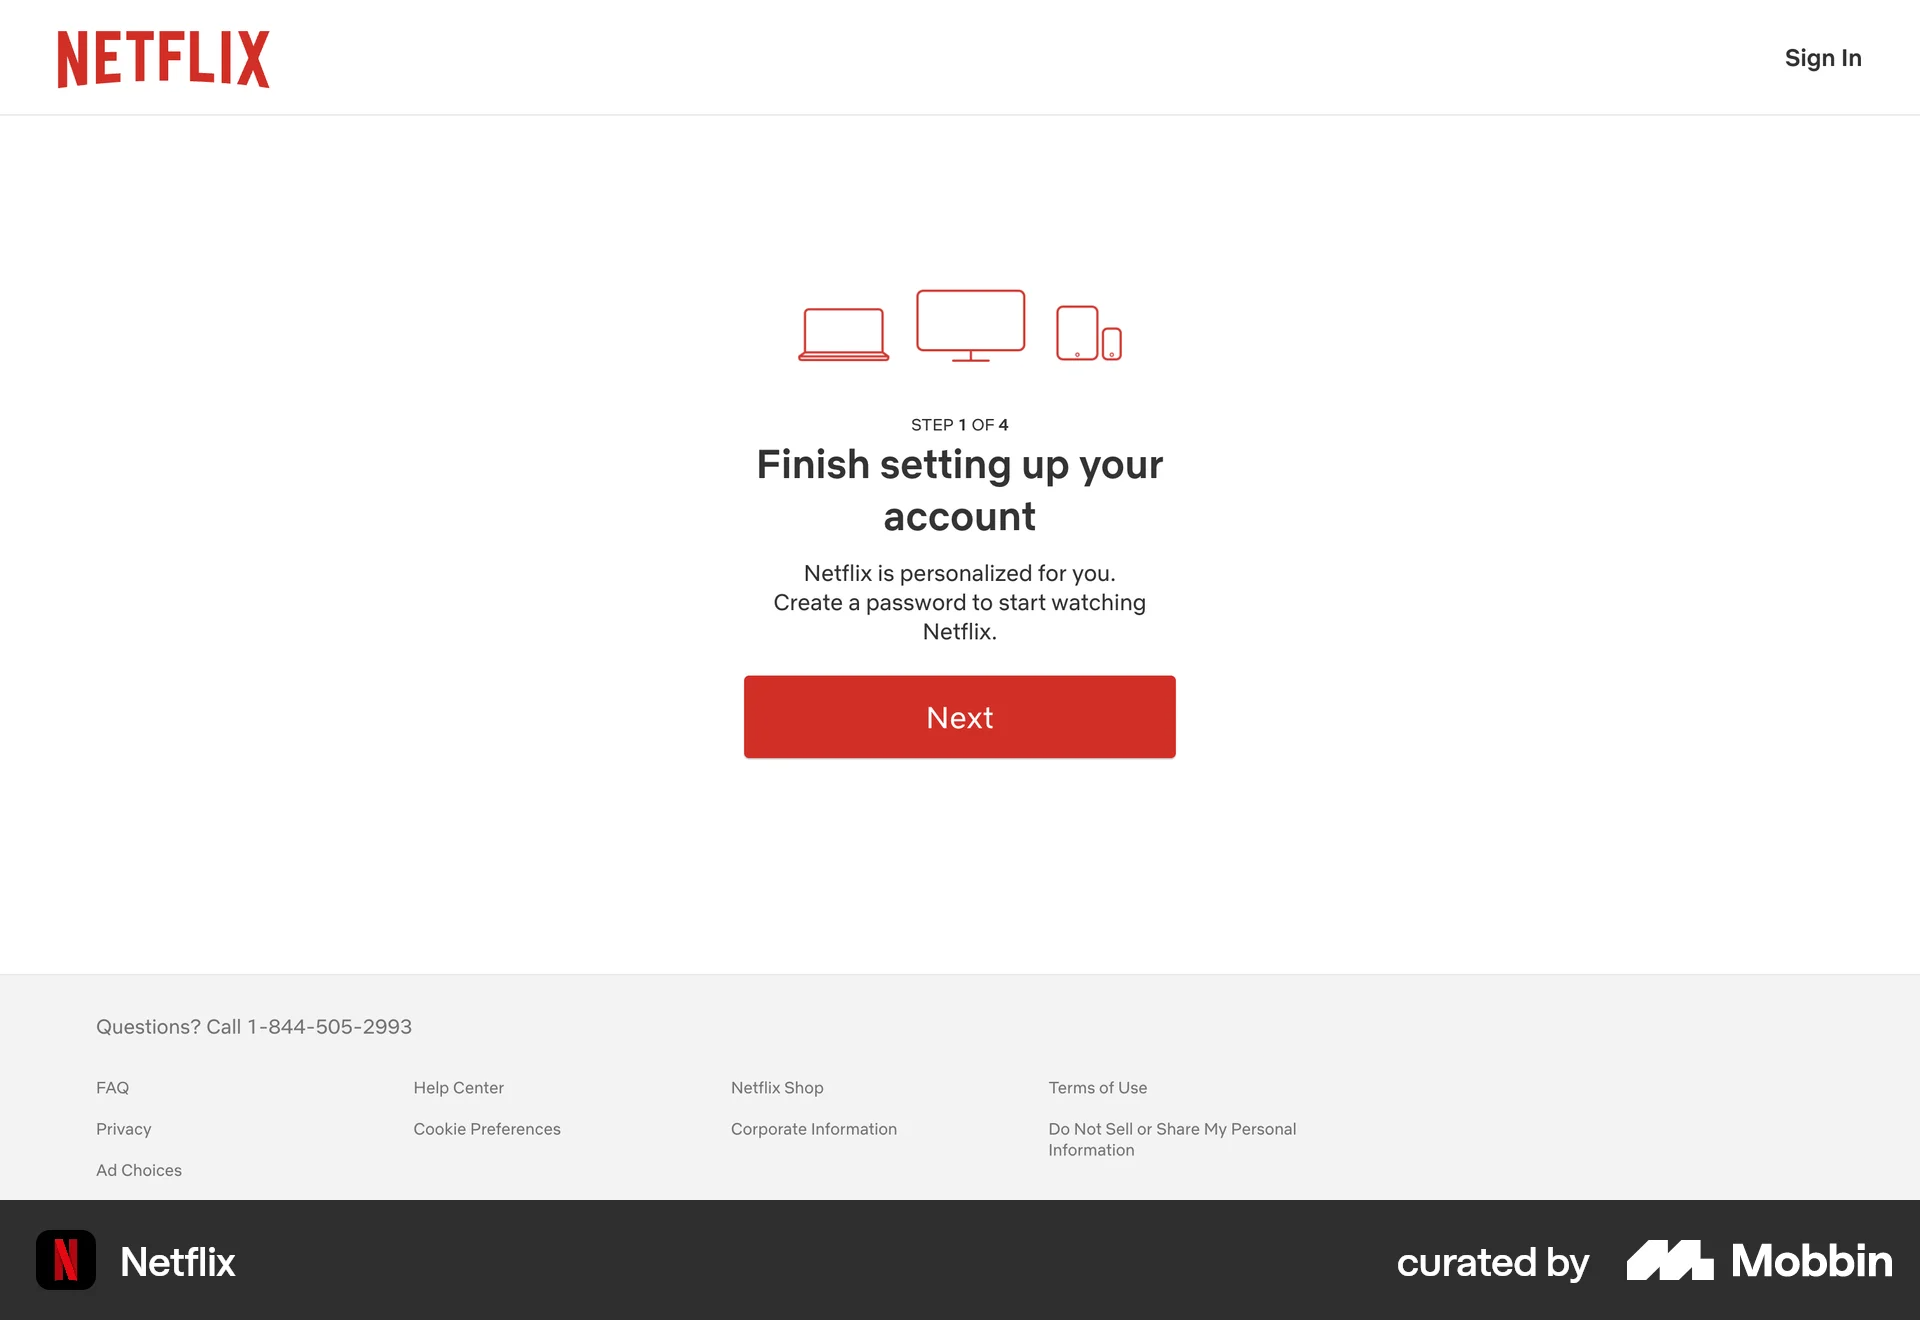 NETFLIX
Sign In
STEP 1 OF 4
Finish setting up your
account
Netflix is personalized for you.
Create a password to start watching
Netflix.
Next
Questions? Call 1-844-505-2993
FAQ
Help Center
Netflix Shop
Terms of Use
Privacy
Cookie Preferences
Corporate Information
Do Not Sell or Share My Personal
Information
Ad Choices
N
Netflix
curated by
Mobbin